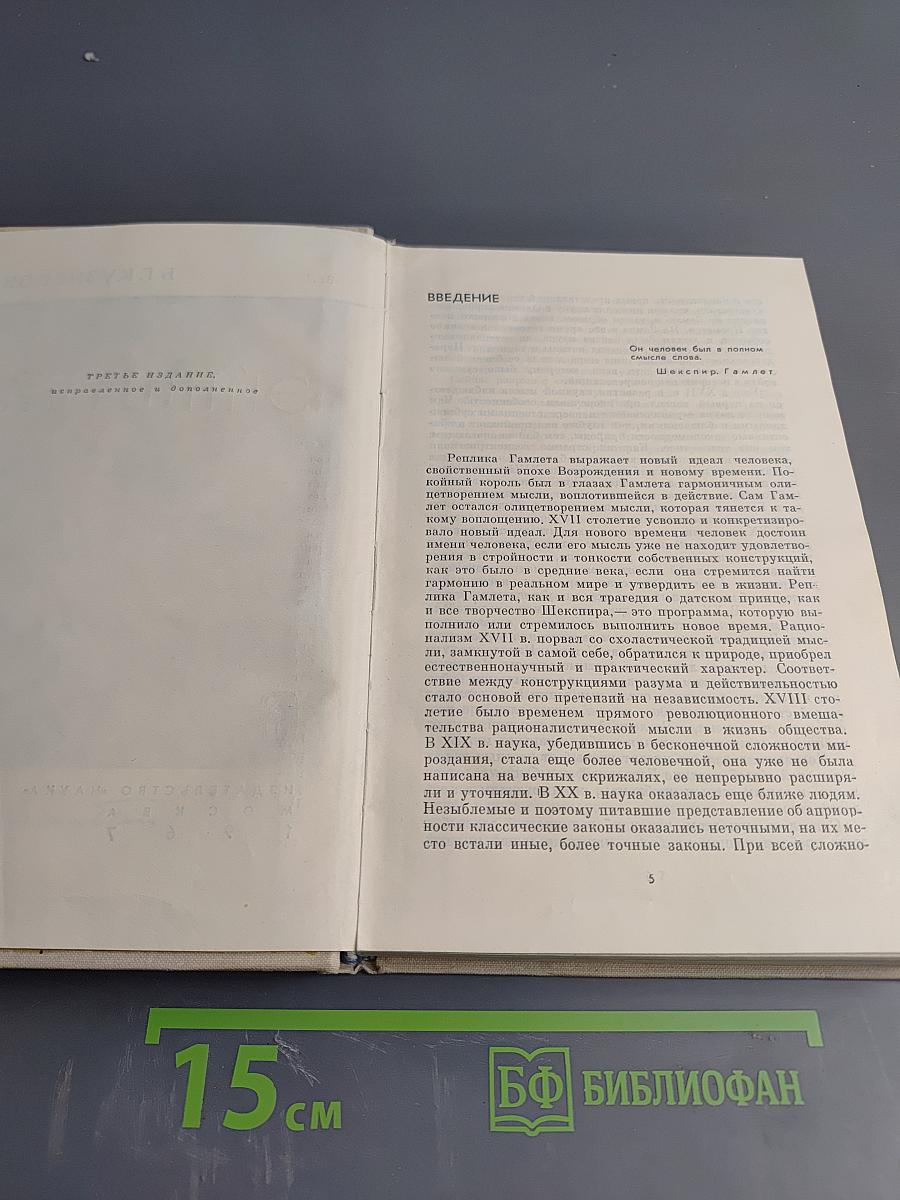 ТРЕТЬЕ ИЗДАНИЕ,
исправленное и дополненное
Б.Г.КУЗНЕЦОВ
ИЗДАТЕЛЬСТВО «НАУКА»
МОСКВА
1967
ВВЕДЕНИЕ
Он человек был в полном
смысле слова.
Шекспир. Гамлет
Реплика Гамлета выражает новый идеал человека,
свойственный эпохе Возрождения и новому времени. По-
койный король был в глазах Гамлета гармоничным оли-
цетворением мысли, воплотившейся в действие. Сам Гам-
лет остался олицетворением мысли, которая тянется к та-
кому воплощению. XVII столетие усвоило и конкретизиро-
вало новый идеал. Для нового времени человек достоин
имени человека, если его мысль уже не находит удовлетво-
рения в стройности и тонкости собственных конструкций,
как это было в средние века, если она стремится найти
гармонию в реальном мире и утвердить ее в жизни. Реп-
лика Гамлета, как и вся трагедия о датском принце, как
и все творчество Шекспира,— это программа, которую вы-
полнило или стремилось выполнить новое время. Рацио-
нализм XVII в. порвал со схоластической традицией мыс-
ли, замкнутой в самой себе, обратился к природе, приобрел
естественнонаучный и практический характер. Соответ-
ствие между конструкциями разума и действительностью
стало основой его претензий на независимость. XVIII сто-
летие было временем прямого революционного вмеша-
тельства рационалистической мысли в жизнь общества.
В XIX в. наука, убедившись в бесконечной сложности ми-
роздания, стала еще более человечной, она уже не была
написана на вечных скрижалях, ее непрерывно расширя-
ли и уточняли. В XX в. наука оказалась еще ближе людям.
Незыблемые и поэтому питавшие представление об априор-
ности классические законы оказались неточными, на их ме-
сто встали иные, более точные законы. При всей сложно-
5
15 см
БФ БИБЛИОФАН